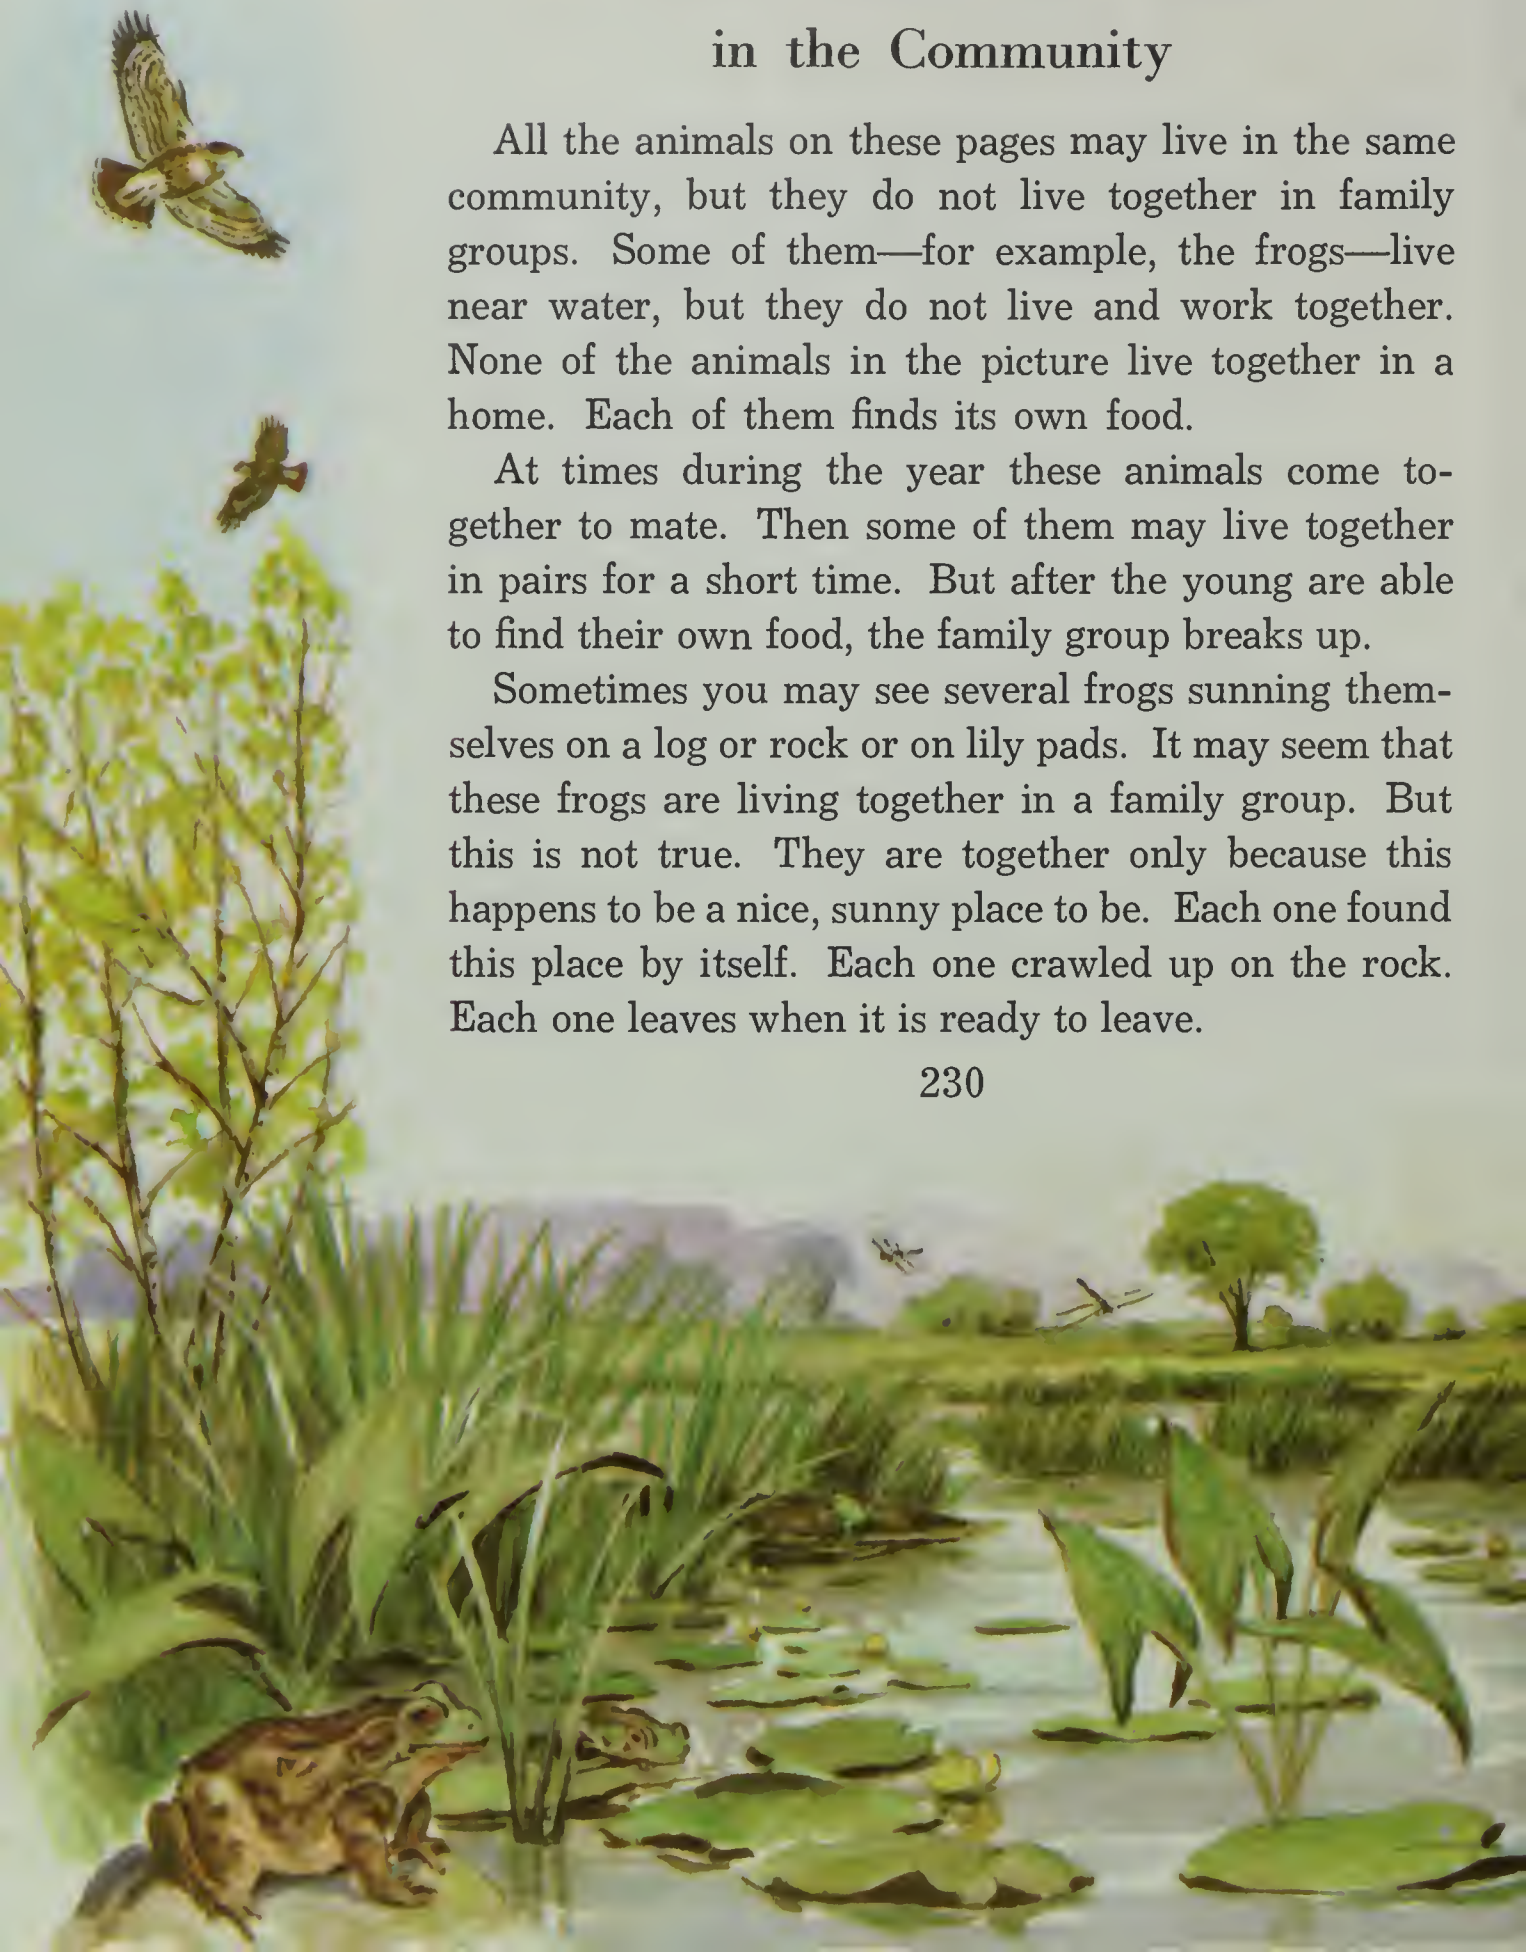 in the Community
All the animals on these pages may live in the same
community, but they do not live together in family
groups. Some of them—for example, the frogs—live
near water, but they do not live and work together.
None of the animals in the picture live together in a
home. Each of them finds its own food.
At times during the year these animals come to-
gether to mate. Then some of them may live together
in pairs for a short time. But after the young are able
to find their own food, the family group breaks up.
Sometimes you may see several frogs sunning them-
selves on a log or rock or on lily pads. It may seem that
these frogs are living together in a family group. But
this is not true. They are together only because this
happens to be a nice, sunny place to be. Each one found
this place by itself. Each one crawled up on the rock.
Each one leaves when it is ready to leave.
230